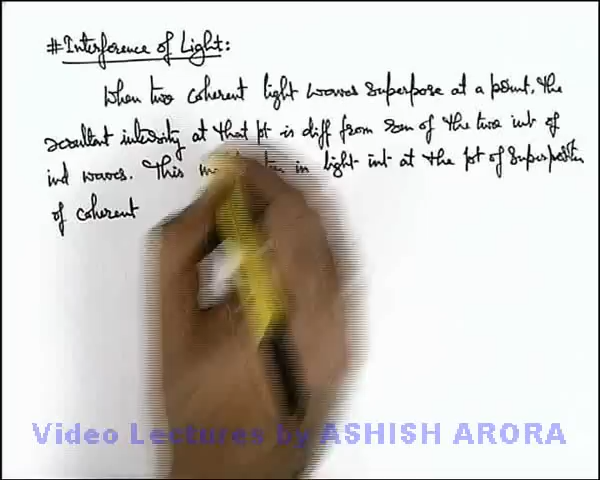 # Interference of Light:
When two coherent light waves superpose at a point, the
resultant intensity at that pt is diff from sum of the two int of
ind waves. This in light int at the pt of superposition
of coherent
Video Lectures by ASHISH ARORA